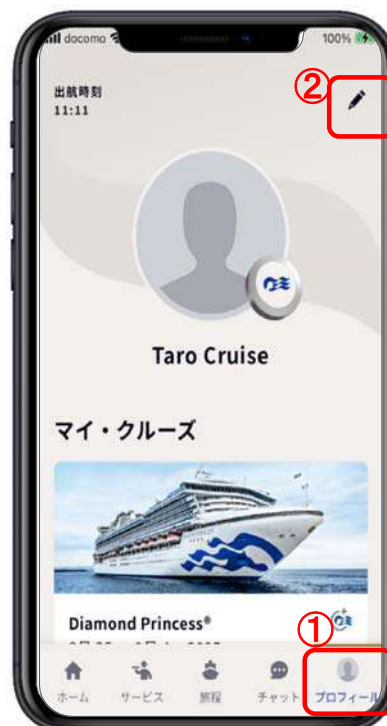 docomo
100%
出航時刻
11:11
②
Taro Cruise
マイ・クルーズ
Diamond Princess®
①
ホーム
サービス
旅程
チャット
プロフィール